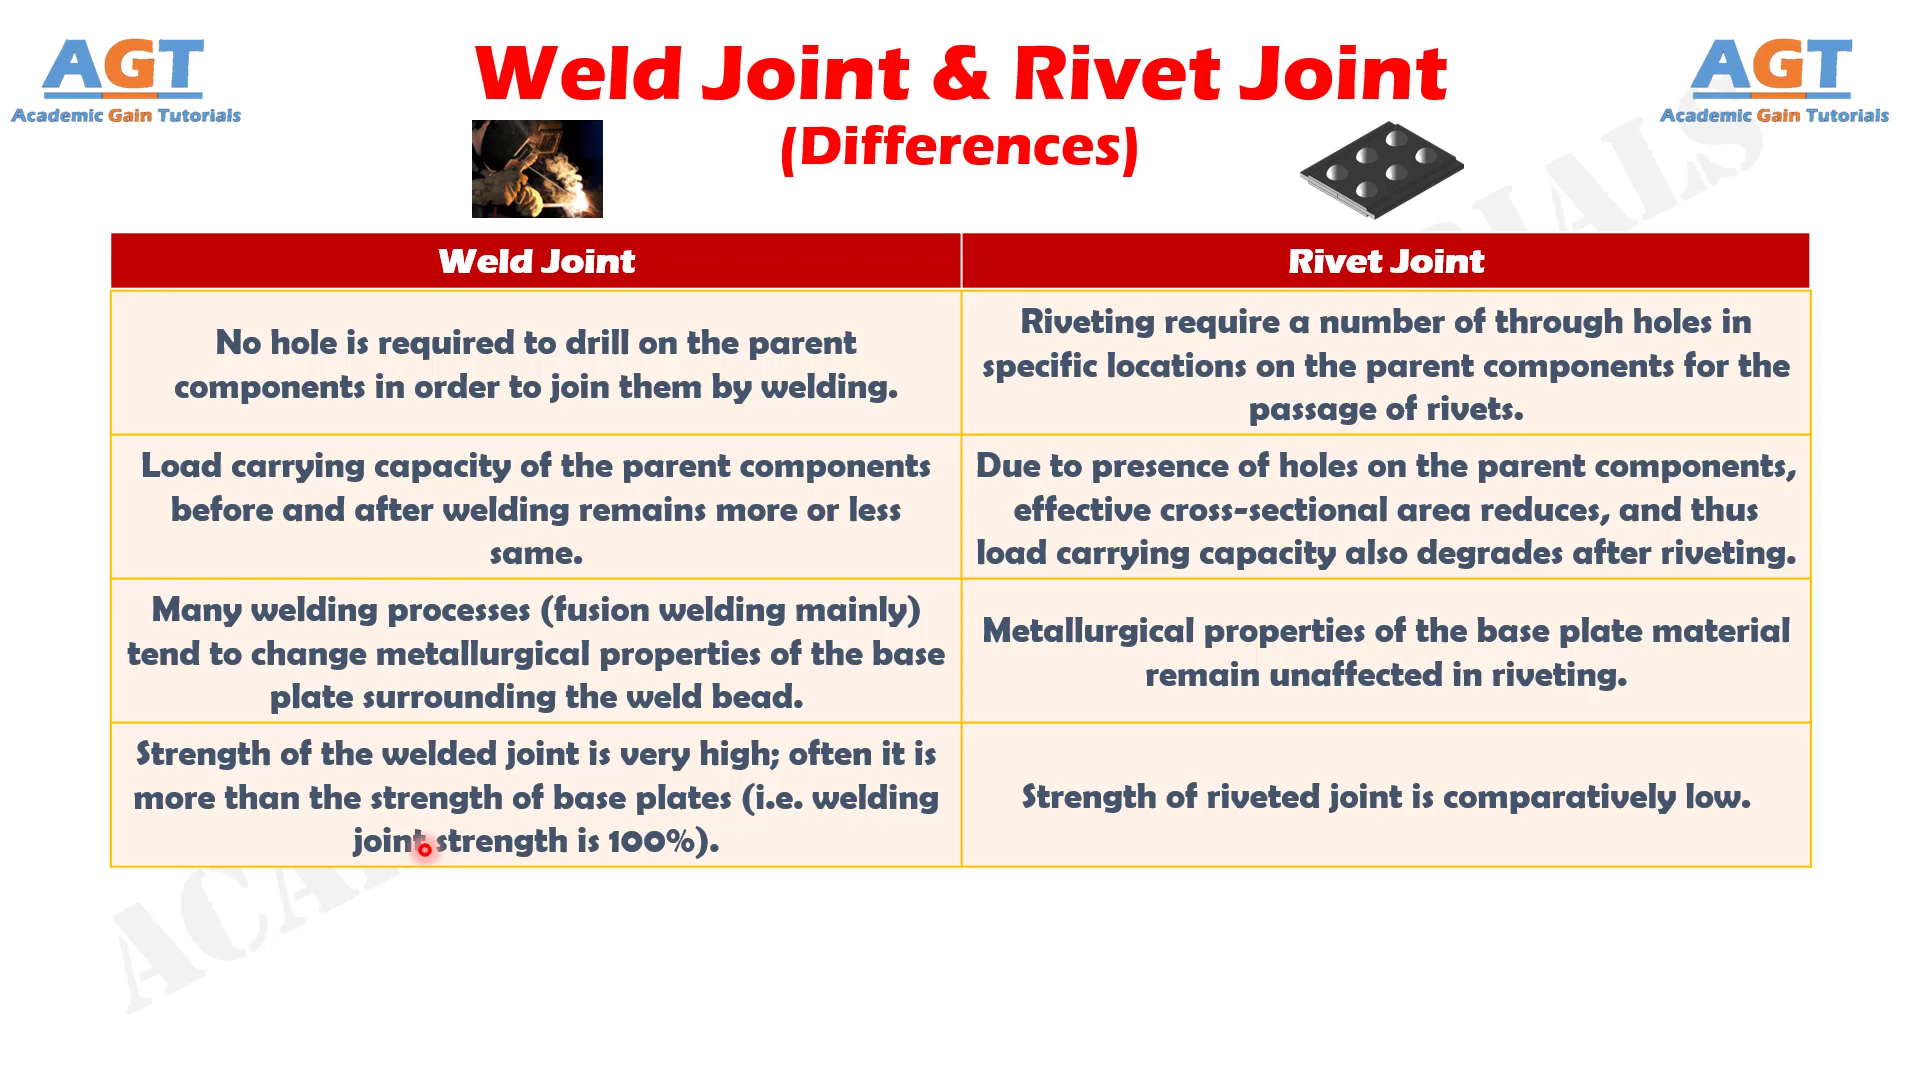 AGT
Academic Gain Tutorials
Weld Joint & Rivet Joint
(Differences)
AGT
Academic Gain Tutorials
Weld Joint
Rivet Joint
No hole is required to drill on the parent
components in order to join them by welding.
Riveting require a number of through holes in
specific locations on the parent components for the
passage of rivets.
Load carrying capacity of the parent components
before and after welding remains more or less
same.
Due to presence of holes on the parent components,
effective cross-sectional area reduces, and thus
load carrying capacity also degrades after riveting.
Many welding processes (fusion welding mainly)
tend to change metallurgical properties of the base
plate surrounding the weld bead.
Metallurgical properties of the base plate material
remain unaffected in riveting.
Strength of the welded joint is very high; often it is
more than the strength of base plates (i.e. welding
joint strength is 100%).
Strength of riveted joint is comparatively low.